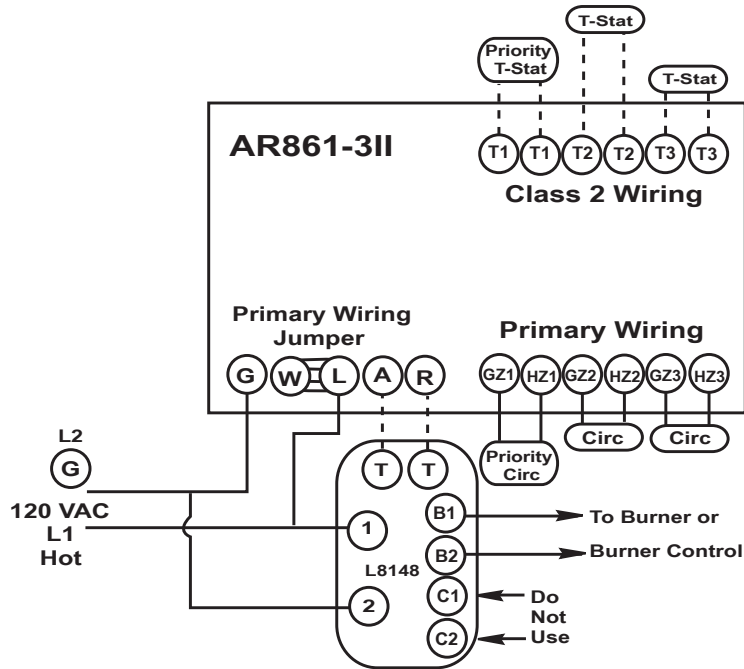 T-Stat
Priority
T-Stat
T-Stat
AR861-3II
T1 T1 T2 T2 T3 T3
Class 2 Wiring
Primary Wiring
Jumper
Primary Wiring
G W L A R
GZ1 HZ1 GZ2 HZ2 GZ3 HZ3
Priority
Circ
Circ
Circ
L2
G
120 VAC
L1
Hot
T T
1
2
L8148
B1
B2
C1
C2
To Burner or
Burner Control
Do
Not
Use